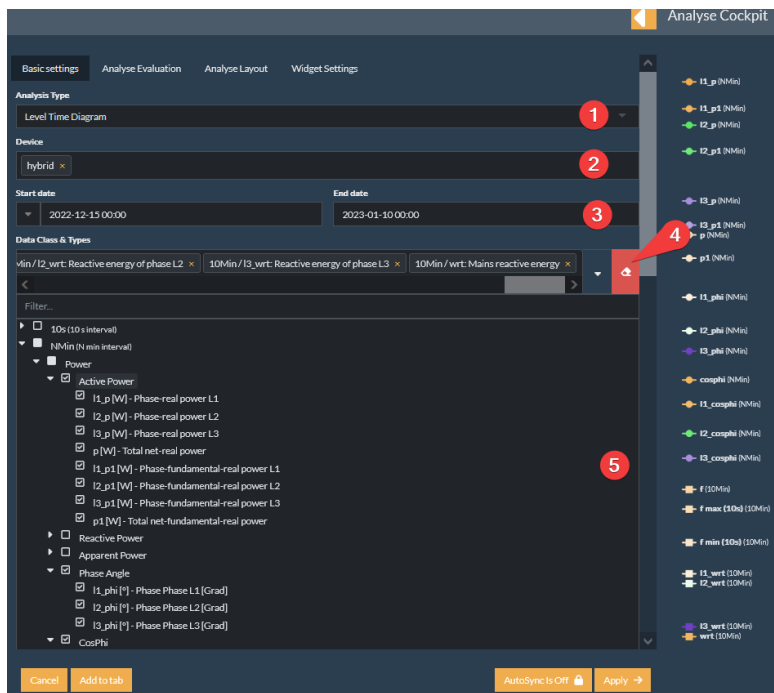 Analyse Cockpit
Basic settings Analyse Evaluation Analyse Layout Widget Settings
Analysis Type
Level Time Diagram
1
Device
hybrid ×
2
Start date End date
2022-12-15 00:00 2023-01-10 00:00
3
Data Class & Types
4
Min / l2_wrt: Reactive energy of phase L2 × 10Min / l3_wrt: Reactive energy of phase L3 × 10Min / wrt: Mains reactive energy ×
Filter...
10s (10 s interval)
NMin (N min interval)
Power
Active Power
l1_p [W] - Phase-real power L1
l2_p [W] - Phase-real power L2
l3_p [W] - Phase-real power L3
p [W] - Total net-real power
l1_p1 [W] - Phase-fundamental-real power L1
5
l2_p1 [W] - Phase-fundamental-real power L2
l3_p1 [W] - Phase-fundamental-real power L3
p1 [W] - Total net-fundamental-real power
Reactive Power
Apparent Power
Phase Angle
l1_phi [°] - Phase Phase L1 [Grad]
l2_phi [°] - Phase Phase L2 [Grad]
l3_phi [°] - Phase Phase L3 [Grad]
CosPhi
Cancel Add to tab AutoSync Is Off Apply →
l1_p (NMin)
l1_p1 (NMin)
l2_p (NMin)
l2_p1 (NMin)
l3_p (NMin)
l3_p1 (NMin)
p (NMin)
p1 (NMin)
l1_phi (NMin)
l2_phi (NMin)
l3_phi (NMin)
cosphi (NMin)
l1_cosphi (NMin)
l2_cosphi (NMin)
l3_cosphi (NMin)
f (10Min)
f max (10s) (10Min)
f min (10s) (10Min)
l1_wrt (10Min)
l2_wrt (10Min)
l3_wrt (10Min)
wrt (10Min)